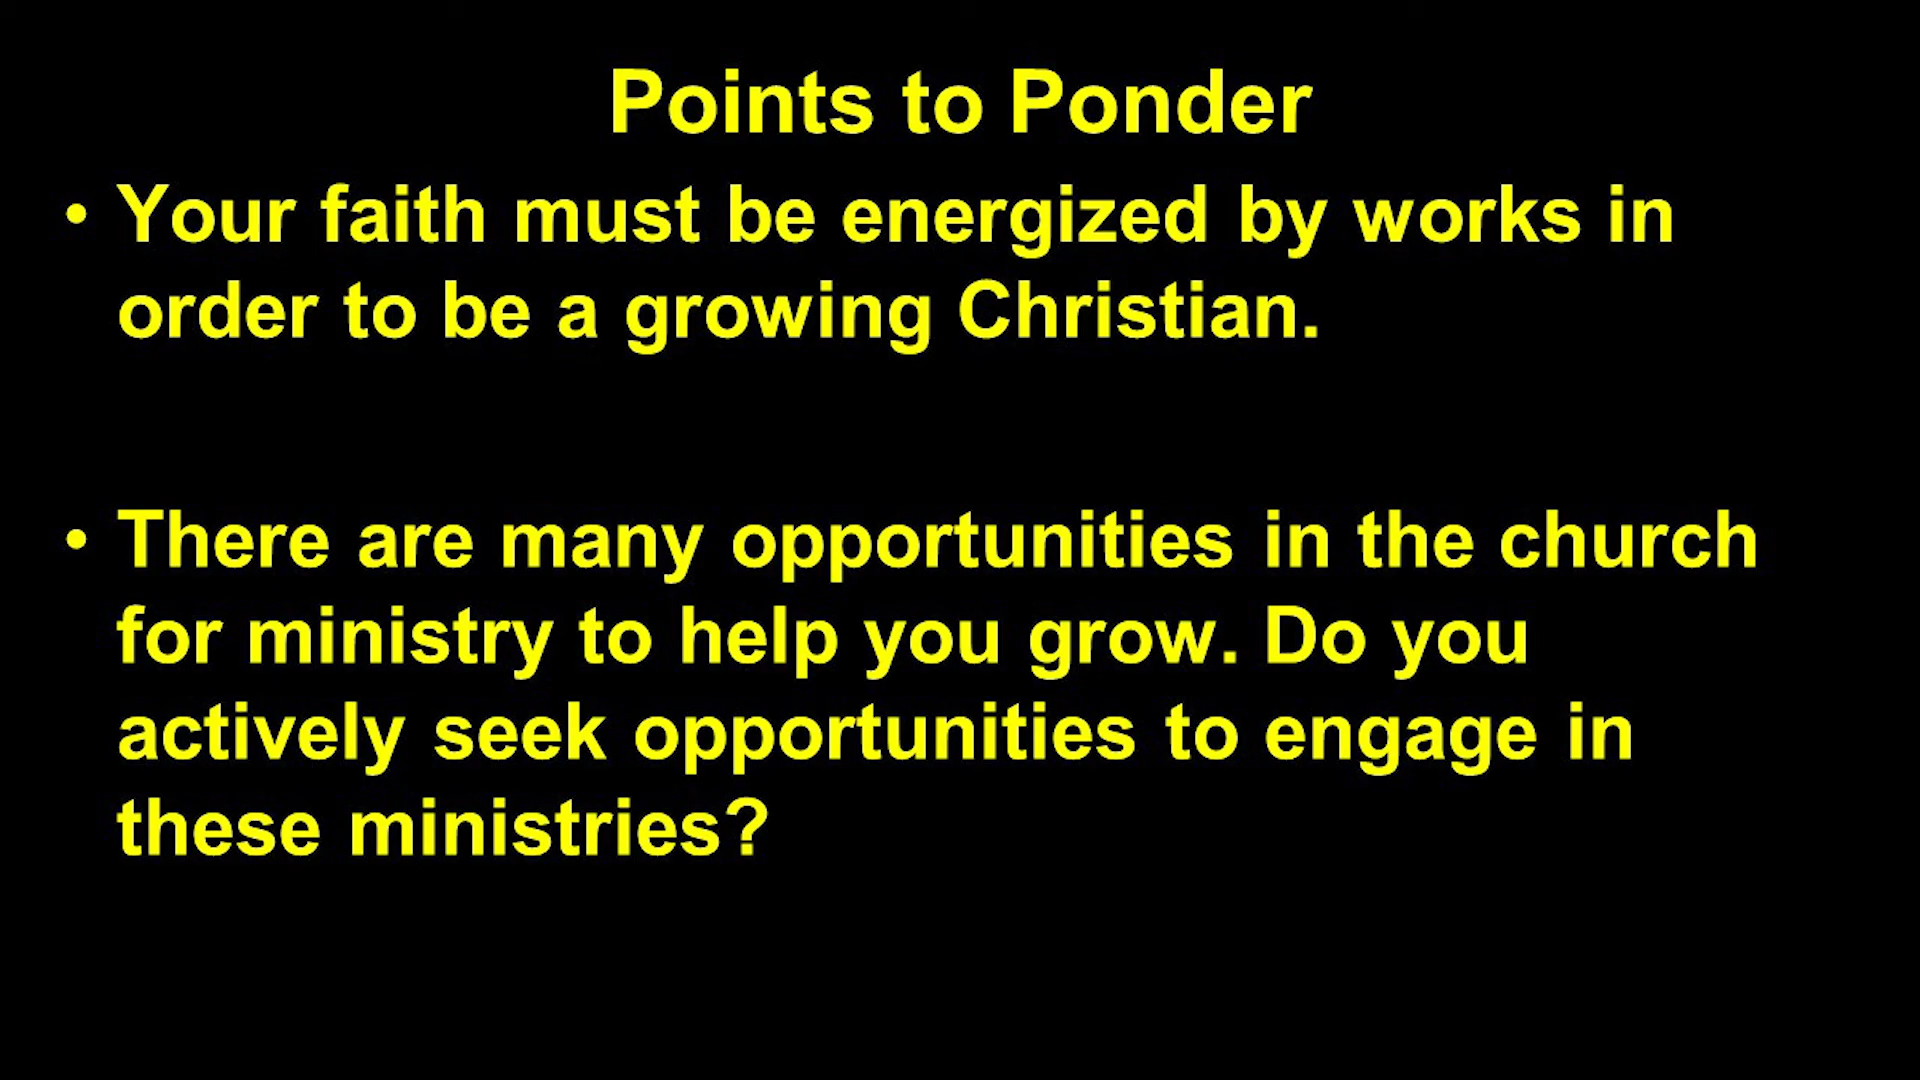 Points to Ponder
• Your faith must be energized by works in
order to be a growing Christian.
• There are many opportunities in the church
for ministry to help you grow. Do you
actively seek opportunities to engage in
these ministries?